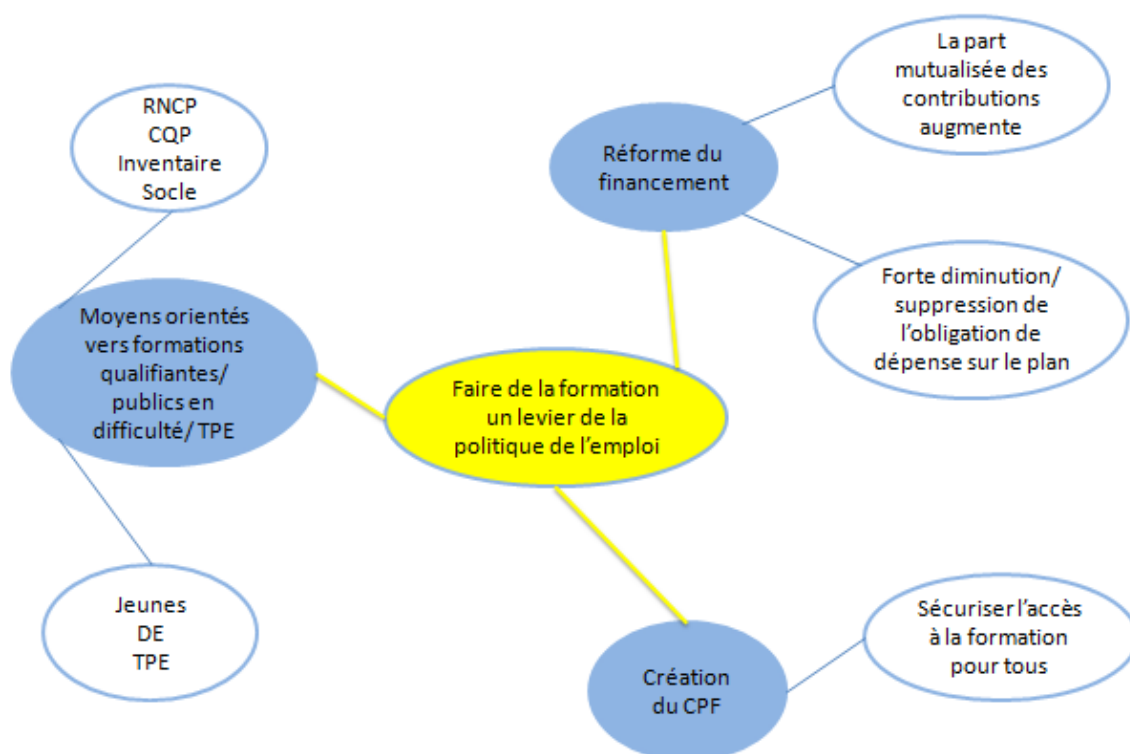 RNCP
CQP
Inventaire
Socle
Moyens orientés
vers formations
qualifiantes/
publics en
difficulté/ TPE
Jeunes
DE
TPE
Faire de la formation
un levier de la
politique de l’emploi
Réforme du
financement
La part
mutualisée des
contributions
augmente
Forte diminution/
suppression de
l’obligation de
dépense sur le plan
Création
du CPF
Sécuriser l’accès
à la formation
pour tous